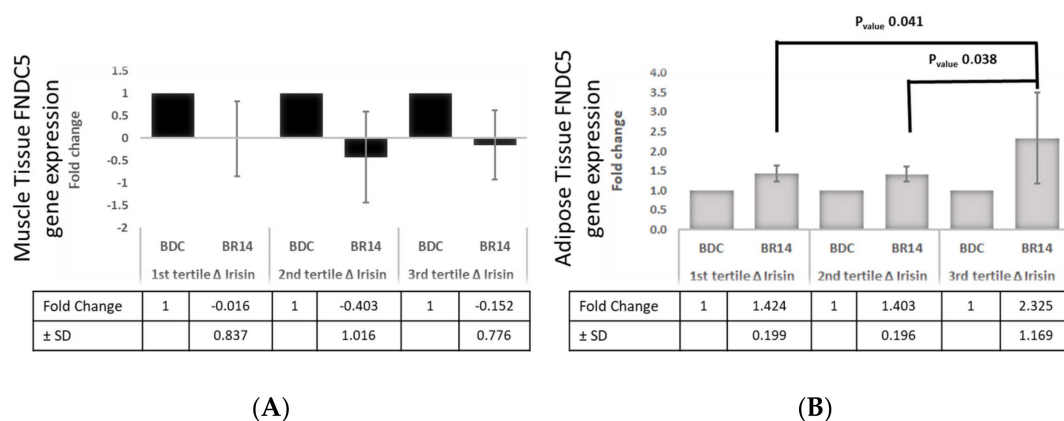 Muscle Tissue FNDC5
gene expression
Fold change
1.5
1
0.5
0
-0.5
-1
-1.5
-2
BDC BR14 BDC BR14 BDC BR14
1st tertile Δ Irisin 2nd tertile Δ Irisin 3rd tertile Δ Irisin
Fold Change 1 -0.016 1 -0.403 1 -0.152
± SD 0.837 1.016 0.776
(A)
Adipose Tissue FNDC5
gene expression
Fold change
P value 0.041
P value 0.038
4.0
3.5
3.0
2.5
2.0
1.5
1.0
0.5
0.0
BDC BR14 BDC BR14 BDC BR14
1st tertile Δ Irisin 2nd tertile Δ Irisin 3rd tertile Δ Irisin
Fold Change 1 1.424 1 1.403 1 2.325
± SD 0.199 0.196 1.169
(B)